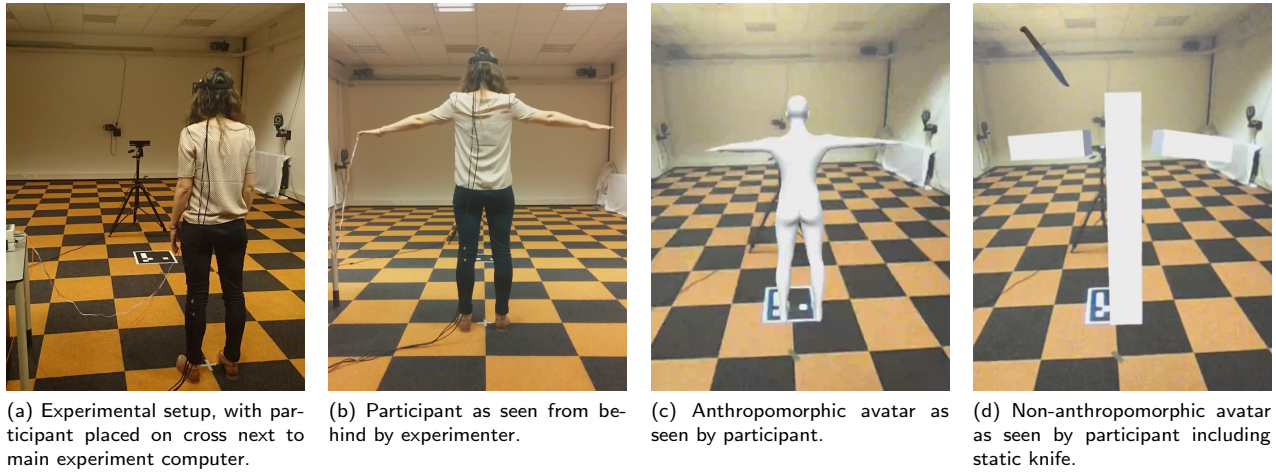 (a) Experimental setup, with par-
ticipant placed on cross next to
main experiment computer.
(b) Participant as seen from be-
hind by experimenter.
(c) Anthropomorphic avatar as
seen by participant.
(d) Non-anthropomorphic avatar
as seen by participant including
static knife.